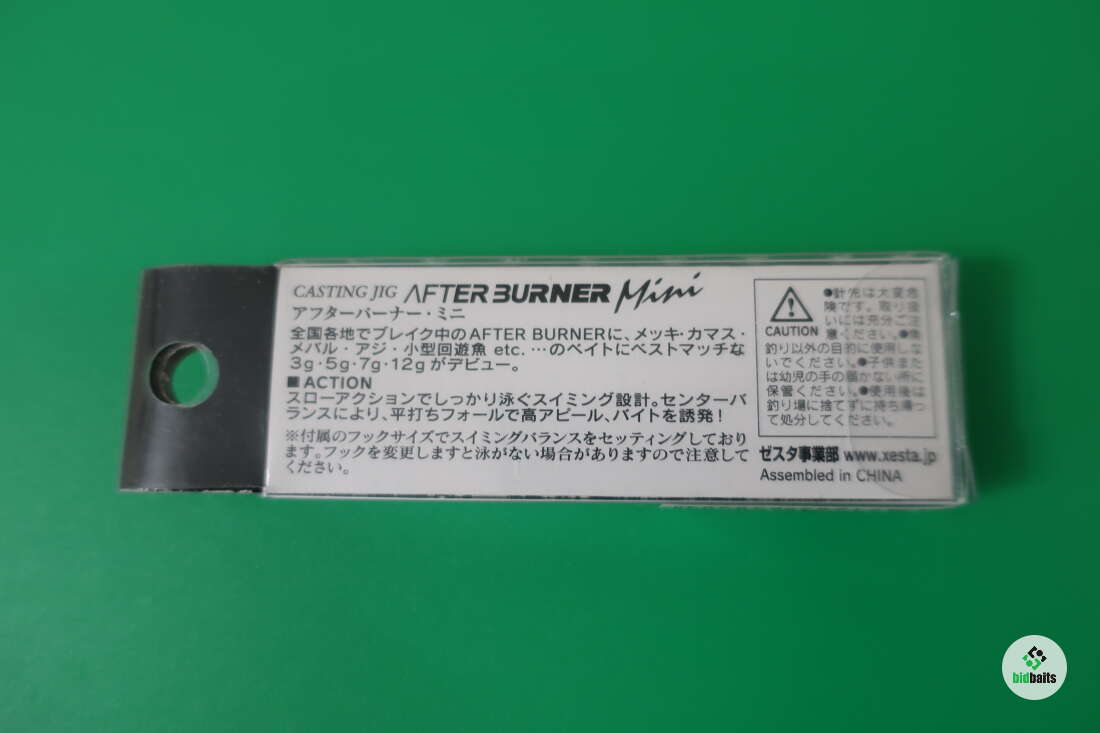 CASTING JIG AFTER BURNER Mini
アフターバーナー・ミニ
全国各地でブレイク中のAFTER BURNERに、メッキ・カマス・
メバル・アジ・小型回遊魚 etc. …のベイトにベストマッチな
3g・5g・7g・12gがデビュー。
■ACTION
スローアクションでしっかり泳ぐスイミング設計。センターバ
ランスにより、平打ちフォールで高アピール、バイトを誘発！
※付属のフックサイズでスイミングバランスをセッティングしており
ます。フックを変更しますと泳がない場合がありますので注意して
ください。
CAUTION
●針先は大変危
険です。取り扱
いには充分ご注
意ください。●魚
釣り以外の目的に使用しな
いでください。●子供また
は幼児の手の届かない所に
保管ください。●使用後は
釣り場に捨てずに持ち帰っ
て処分してください。
ゼスタ事業部 www.xesta.jp
Assembled in CHINA
bidbaits